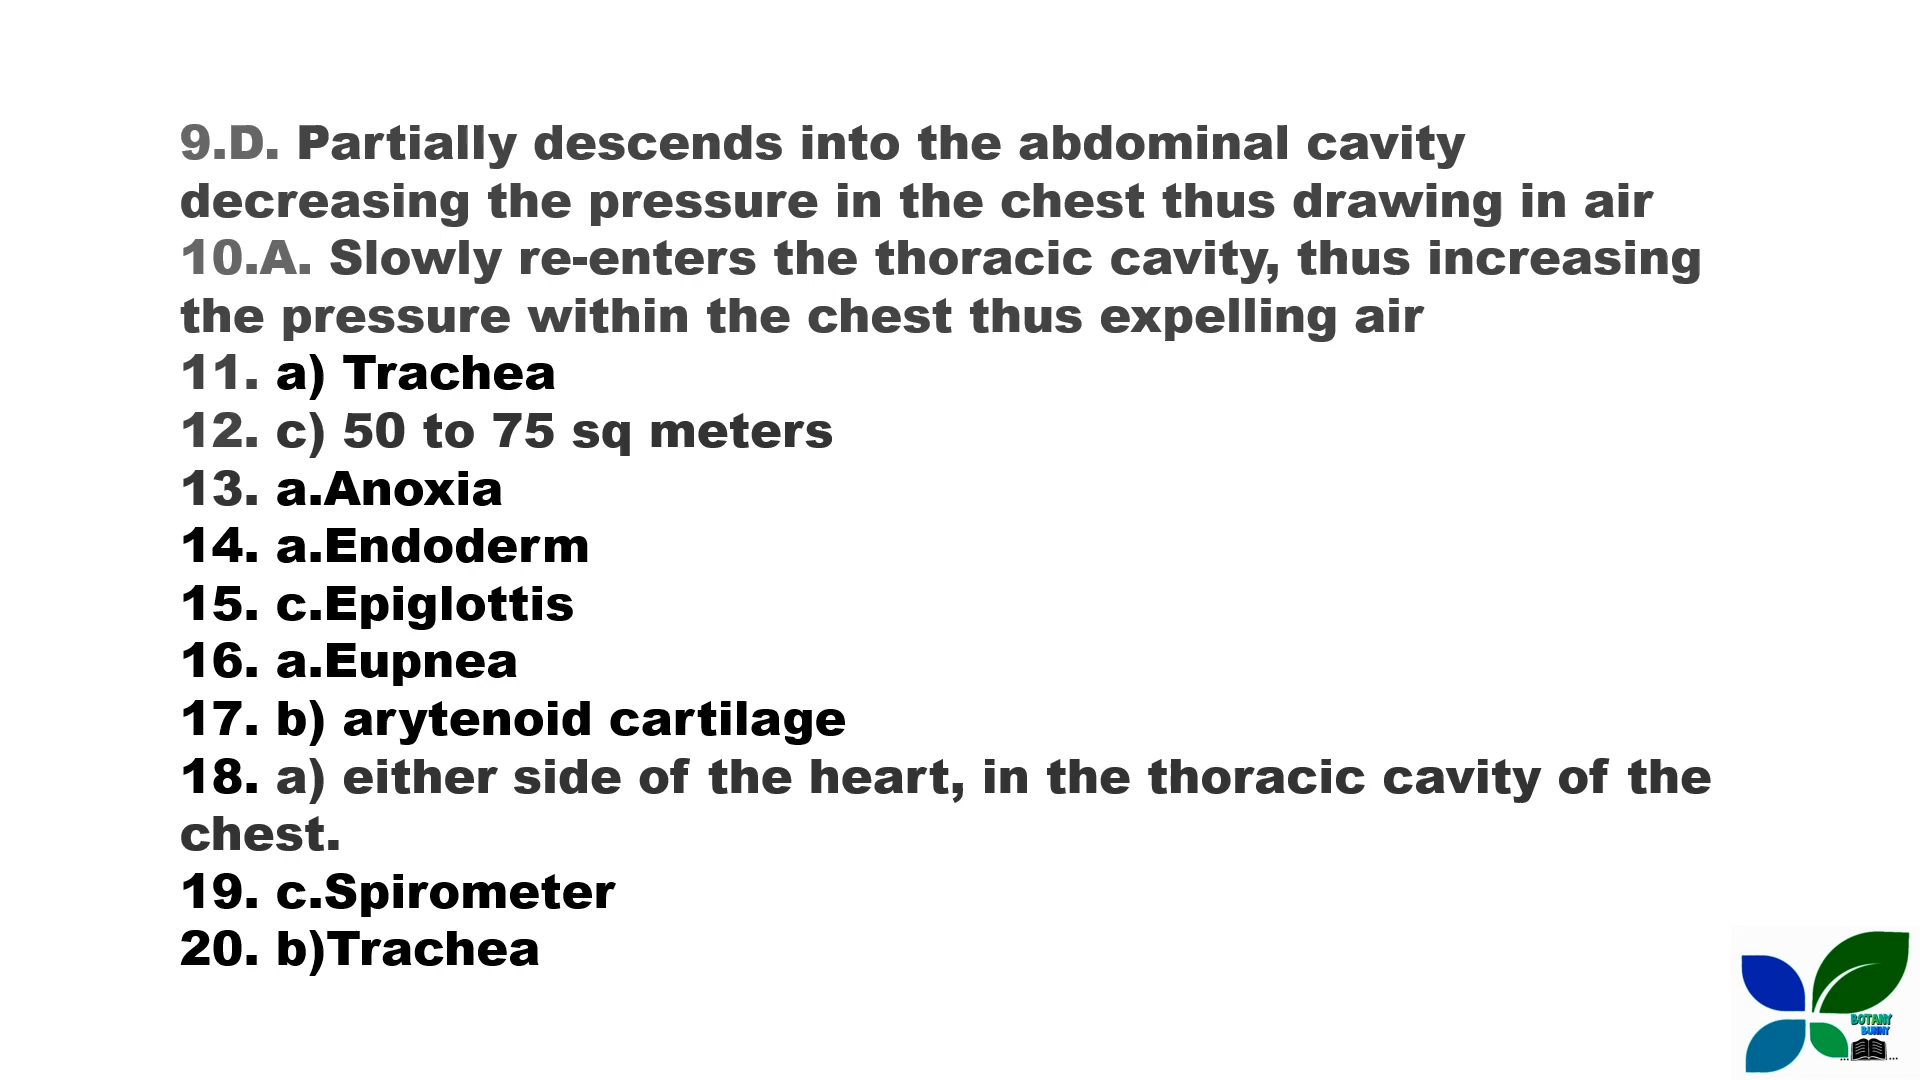 9.D. Partially descends into the abdominal cavity
decreasing the pressure in the chest thus drawing in air
10.A. Slowly re-enters the thoracic cavity, thus increasing
the pressure within the chest thus expelling air
11. a) Trachea
12. c) 50 to 75 sq meters
13. a.Anoxia
14. a.Endoderm
15. c.Epiglottis
16. a.Eupnea
17. b) arytenoid cartilage
18. a) either side of the heart, in the thoracic cavity of the
chest.
19. c.Spirometer
20. b)Trachea
BOTANY
BUNNY